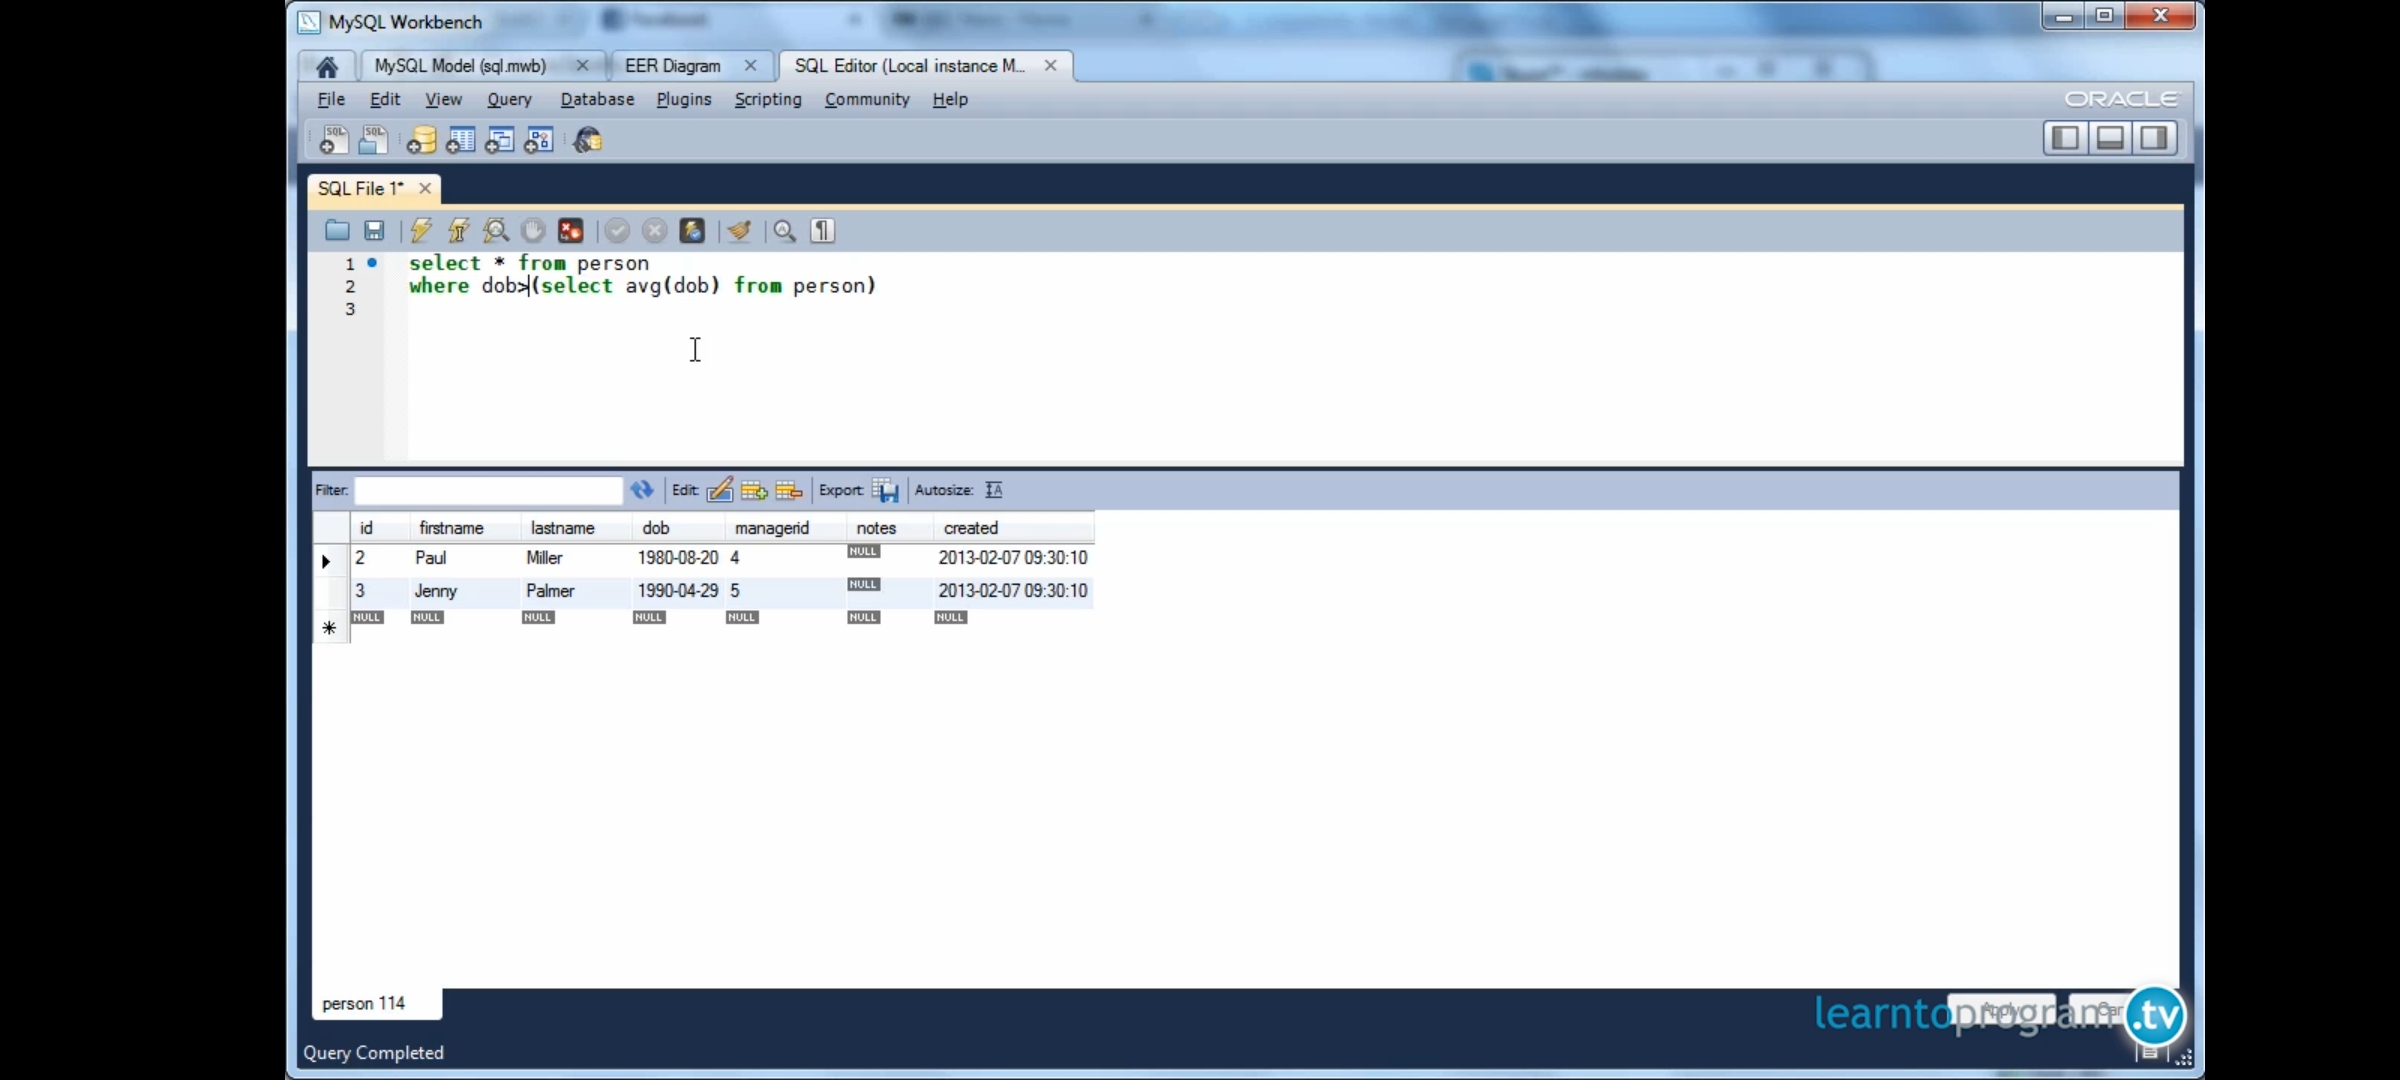 MySQL Workbench
MySQL Model (sql.mwb)
EER Diagram
SQL Editor (Local instance M...
File Edit View Query Database Plugins Scripting Community Help
ORACLE
SQL SQL
SQL File 1*
1 select * from person
2 where dob>(select avg(dob) from person)
3
Filter: Edit: Export: Autosize:
id firstname lastname dob managerid notes created
2 Paul Miller 1980-08-20 4 NULL 2013-02-07 09:30:10
3 Jenny Palmer 1990-04-29 5 NULL 2013-02-07 09:30:10
NULL NULL NULL NULL NULL NULL NULL
person 114
learntoprogram.tv
Query Completed